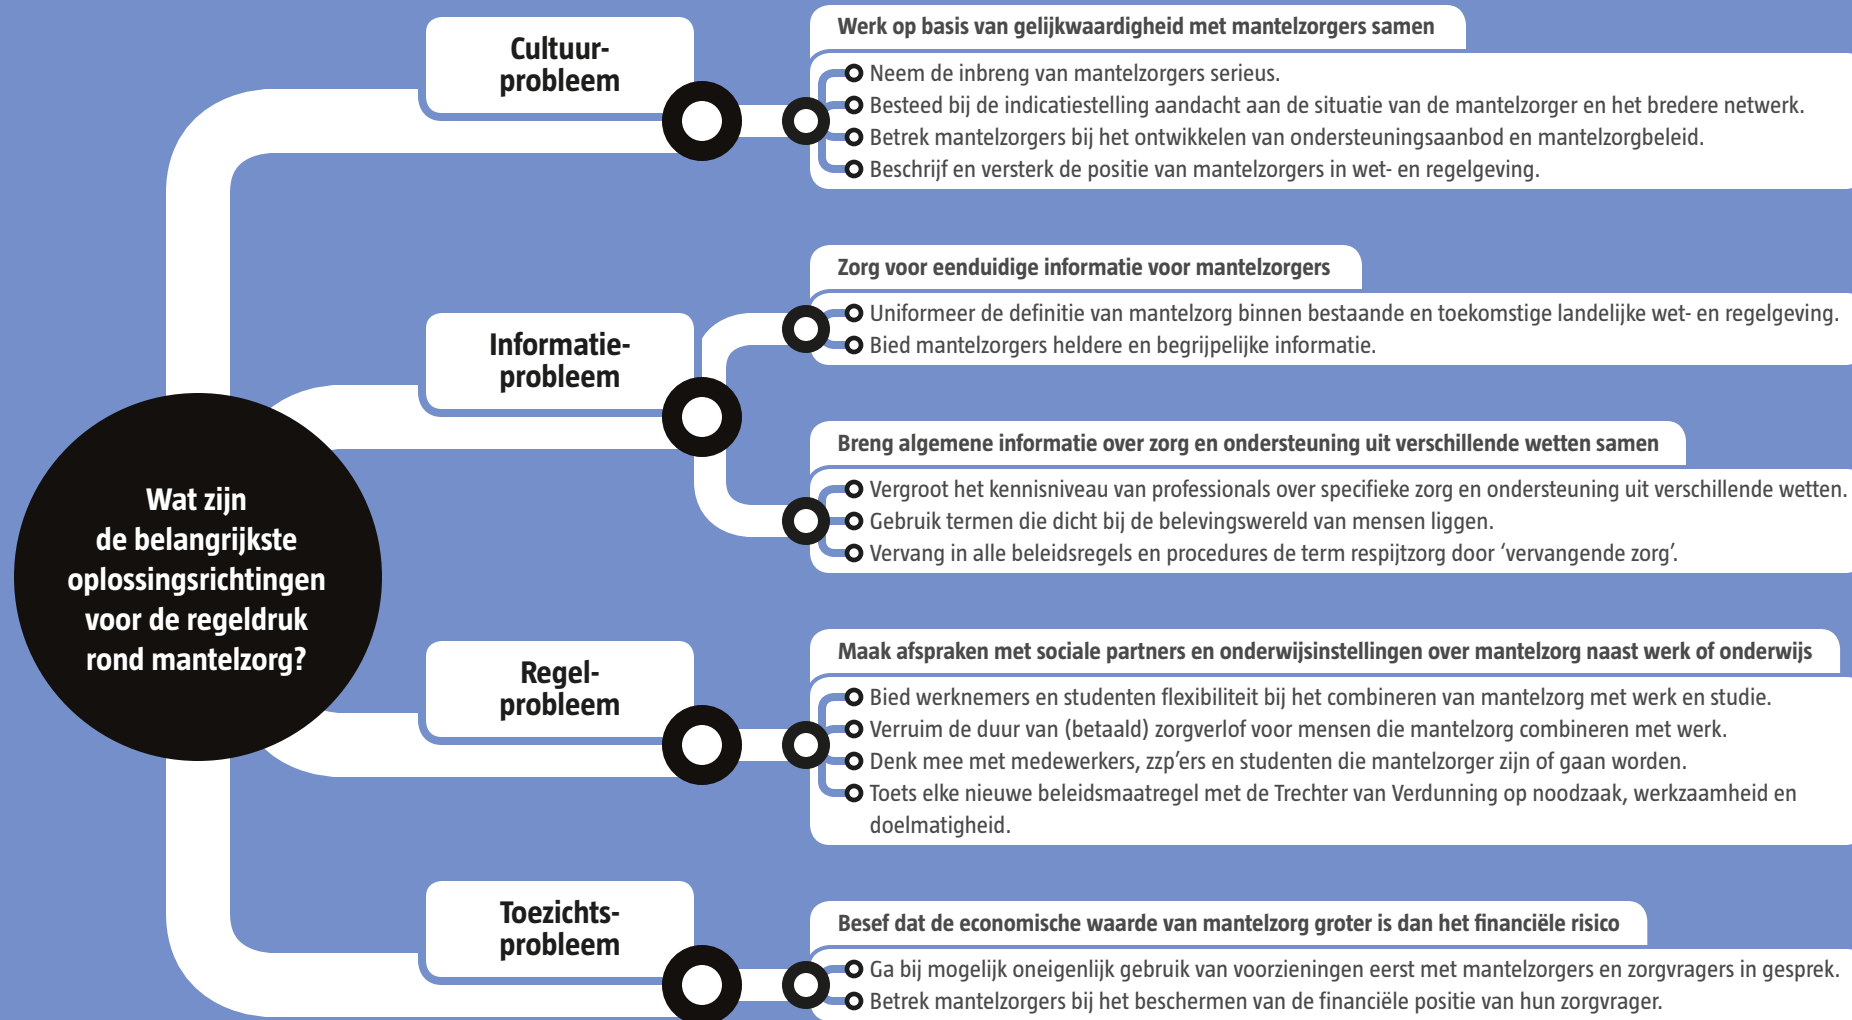 Wat zijn
de belangrijkste
oplossingsrichtingen
voor de regeldruk
rond mantelzorg?
Cultuur-
probleem
Werk op basis van gelijkwaardigheid met mantelzorgers samen
Neem de inbreng van mantelzorgers serieus.
Besteed bij de indicatiestelling aandacht aan de situatie van de mantelzorger en het bredere netwerk.
Betrek mantelzorgers bij het ontwikkelen van ondersteuningsaanbod en mantelzorgbeleid.
Beschrijf en versterk de positie van mantelzorgers in wet- en regelgeving.
Informatie-
probleem
Zorg voor eenduidige informatie voor mantelzorgers
Uniformeer de definitie van mantelzorg binnen bestaande en toekomstige landelijke wet- en regelgeving.
Bied mantelzorgers heldere en begrijpelijke informatie.
Breng algemene informatie over zorg en ondersteuning uit verschillende wetten samen
Vergroot het kennisniveau van professionals over specifieke zorg en ondersteuning uit verschillende wetten.
Gebruik termen die dicht bij de belevingswereld van mensen liggen.
Vervang in alle beleidsregels en procedures de term respijtzorg door ‘vervangende zorg’.
Regel-
probleem
Maak afspraken met sociale partners en onderwijsinstellingen over mantelzorg naast werk of onderwijs
Bied werknemers en studenten flexibiliteit bij het combineren van mantelzorg met werk en studie.
Verruim de duur van (betaald) zorgverlof voor mensen die mantelzorg combineren met werk.
Denk mee met medewerkers, zzp’ers en studenten die mantelzorger zijn of gaan worden.
Toets elke nieuwe beleidsmaatregel met de Trechter van Verdunning op noodzaak, werkzaamheid en
doelmatigheid.
Toezichts-
probleem
Besef dat de economische waarde van mantelzorg groter is dan het financiële risico
Ga bij mogelijk oneigenlijk gebruik van voorzieningen eerst met mantelzorgers en zorgvragers in gesprek.
Betrek mantelzorgers bij het beschermen van de financiële positie van hun zorgvrager.